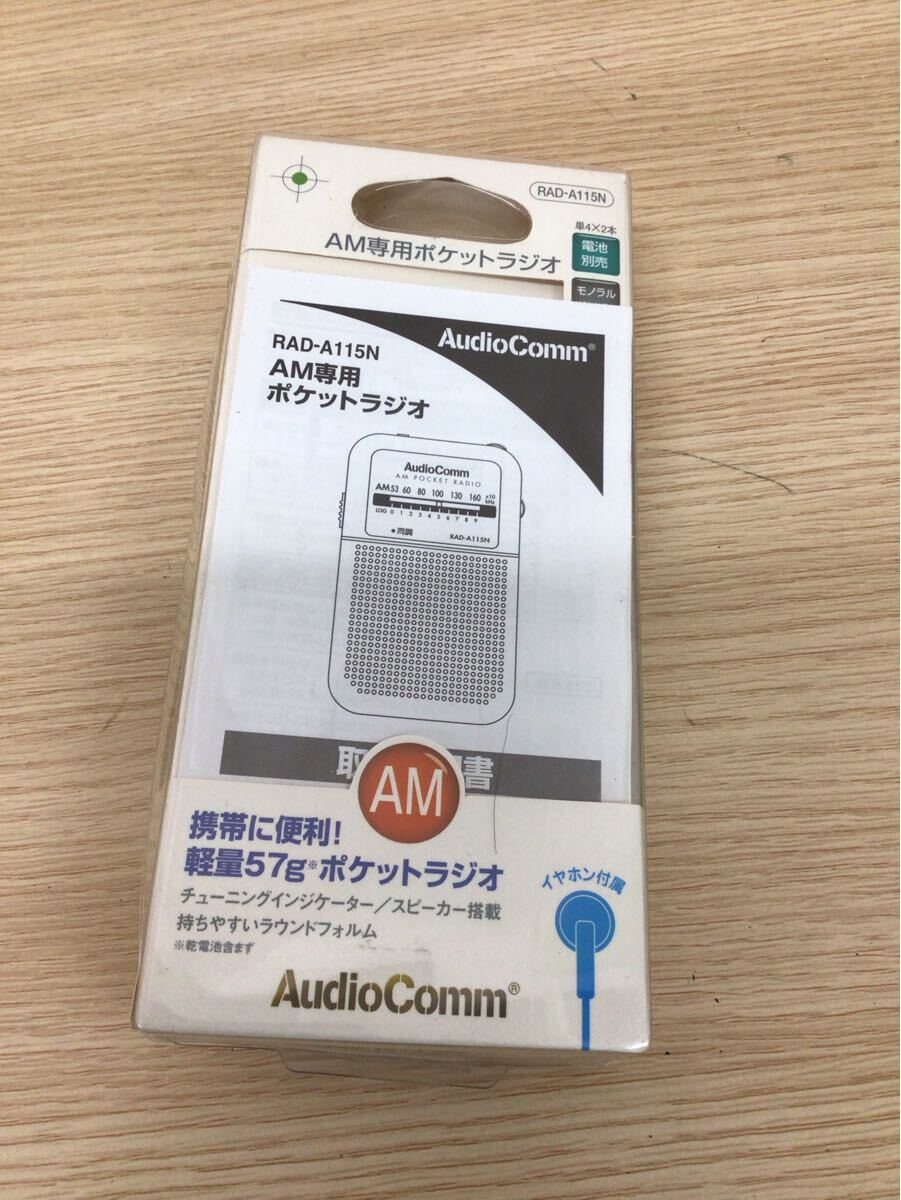 RAD-A115N
AM専用ポケットラジオ
単4×2本
電池
別売
モノラル
AudioComm®
RAD-A115N
AM専用
ポケットラジオ
AudioComm
AM POCKET RADIO
AM 53 60 80 100 130 160 x10 kHz
LOG 0 1 2 3 4 5 6 7 8 9
同調
RAD-A115N
取
書
AM
携帯に便利!
軽量57g※ポケットラジオ
チューニングインジケーター/スピーカー搭載
持ちやすいラウンドフォルム
※乾電池含まず
イヤホン付属
AudioComm®